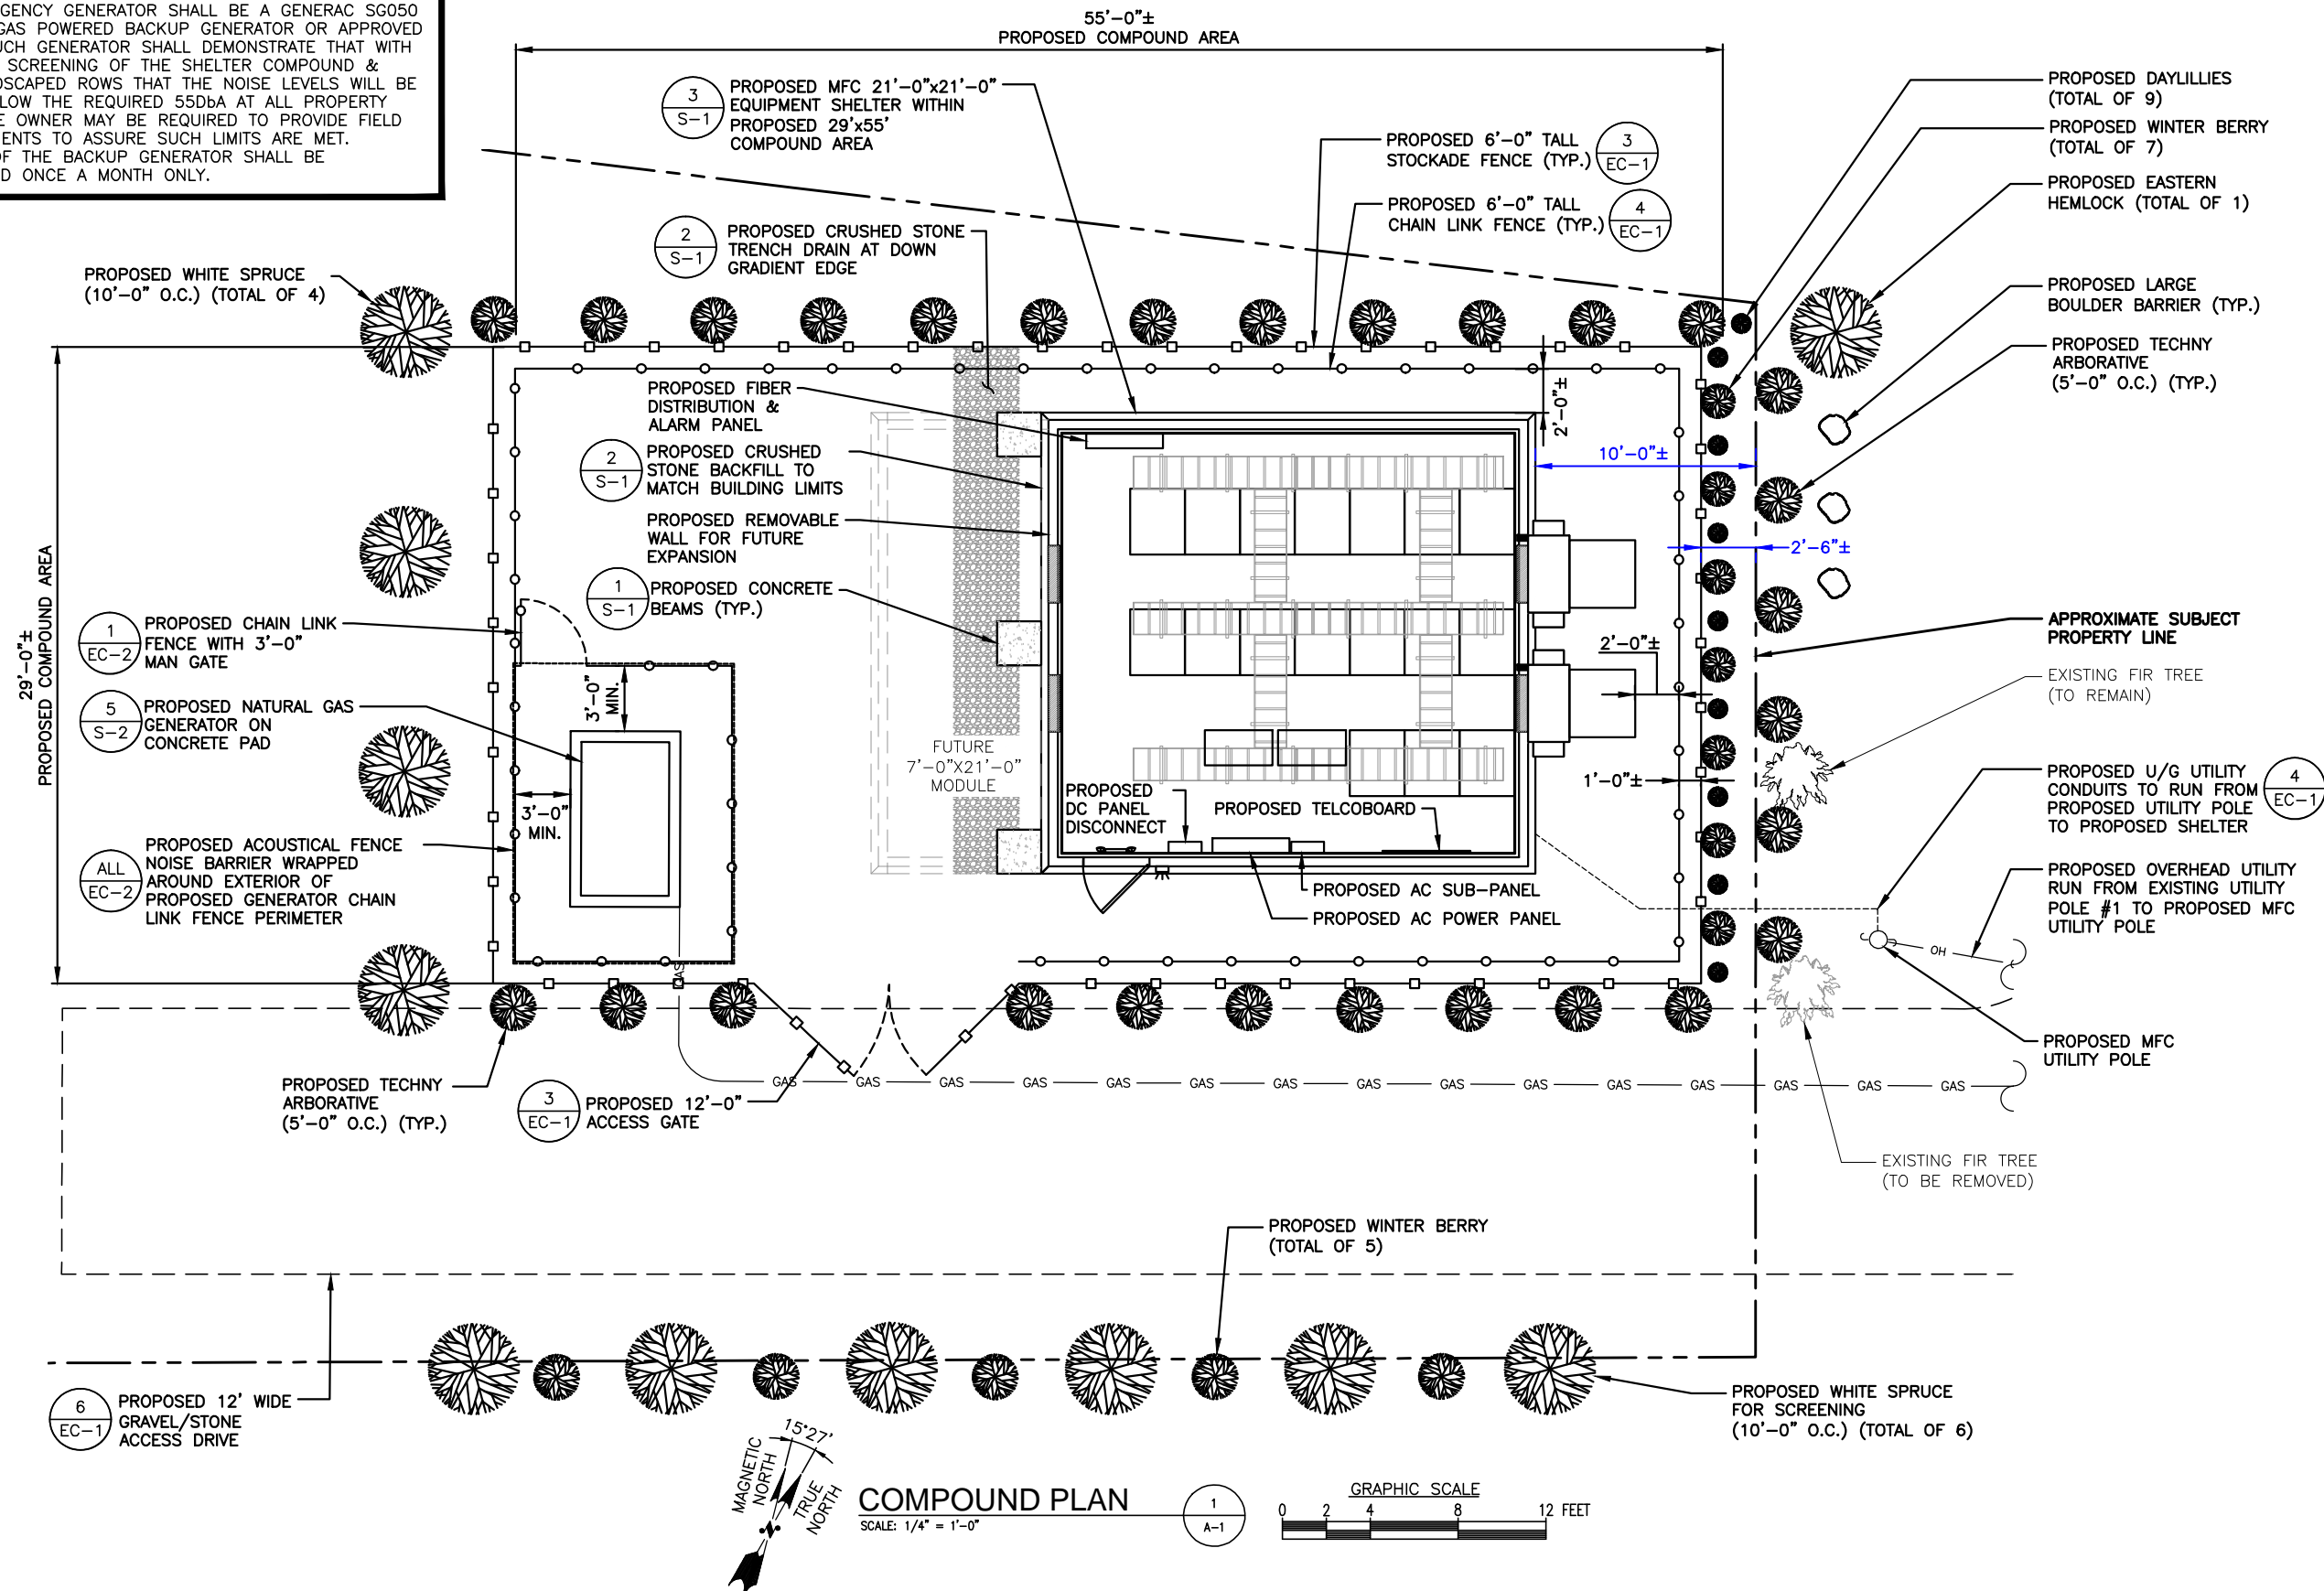 GENCY GENERATOR SHALL BE A GENERAC SG050
GAS POWERED BACKUP GENERATOR OR APPROVED
UCH GENERATOR SHALL DEMONSTRATE THAT WITH
SCREENING OF THE SHELTER COMPOUND &
DSCAPED ROWS THAT THE NOISE LEVELS WILL BE
LOW THE REQUIRED 55DbA AT ALL PROPERTY
E OWNER MAY BE REQUIRED TO PROVIDE FIELD
ENTS TO ASSURE SUCH LIMITS ARE MET.
OF THE BACKUP GENERATOR SHALL BE
D ONCE A MONTH ONLY.
55'-0"±
PROPOSED COMPOUND AREA
3
S-1
PROPOSED MFC 21'-0"x21'-0"
EQUIPMENT SHELTER WITHIN
PROPOSED 29'x55'
COMPOUND AREA
PROPOSED 6'-0" TALL
STOCKADE FENCE (TYP.)
3
EC-1
PROPOSED 6'-0" TALL
CHAIN LINK FENCE (TYP.)
4
EC-1
PROPOSED DAYLILLIES
(TOTAL OF 9)
PROPOSED WINTER BERRY
(TOTAL OF 7)
PROPOSED EASTERN
HEMLOCK (TOTAL OF 1)
PROPOSED LARGE
BOULDER BARRIER (TYP.)
PROPOSED TECHNY
ARBORATIVE
(5'-0" O.C.) (TYP.)
2
S-1
PROPOSED CRUSHED STONE
TRENCH DRAIN AT DOWN
GRADIENT EDGE
PROPOSED WHITE SPRUCE
(10'-0" O.C.) (TOTAL OF 4)
PROPOSED FIBER
DISTRIBUTION &
ALARM PANEL
2
S-1
PROPOSED CRUSHED
STONE BACKFILL TO
MATCH BUILDING LIMITS
PROPOSED REMOVABLE
WALL FOR FUTURE
EXPANSION
1
S-1
PROPOSED CONCRETE
BEAMS (TYP.)
2'-0"±
10'-0"±
2'-6"±
2'-0"±
1'-0"±
29'-0"±
PROPOSED COMPOUND AREA
1
EC-2
PROPOSED CHAIN LINK
FENCE WITH 3'-0"
MAN GATE
5
S-2
PROPOSED NATURAL GAS
GENERATOR ON
CONCRETE PAD
ALL
EC-2
PROPOSED ACOUSTICAL FENCE
NOISE BARRIER WRAPPED
AROUND EXTERIOR OF
PROPOSED GENERATOR CHAIN
LINK FENCE PERIMETER
3'-0"
MIN.
3'-0"
MIN.
FUTURE
7'-0"X21'-0"
MODULE
PROPOSED
DC PANEL
DISCONNECT
PROPOSED TELCOBOARD
PROPOSED AC SUB-PANEL
PROPOSED AC POWER PANEL
APPROXIMATE SUBJECT
PROPERTY LINE
EXISTING FIR TREE
(TO REMAIN)
PROPOSED U/G UTILITY
CONDUITS TO RUN FROM
PROPOSED UTILITY POLE
TO PROPOSED SHELTER
4
EC-1
PROPOSED OVERHEAD UTILITY
RUN FROM EXISTING UTILITY
POLE #1 TO PROPOSED MFC
UTILITY POLE
OH
PROPOSED MFC
UTILITY POLE
GAS
GAS GAS GAS GAS GAS GAS GAS GAS GAS GAS GAS GAS GAS GAS GAS
PROPOSED TECHNY
ARBORATIVE
(5'-0" O.C.) (TYP.)
3
EC-1
PROPOSED 12'-0"
ACCESS GATE
EXISTING FIR TREE
(TO BE REMOVED)
PROPOSED WINTER BERRY
(TOTAL OF 5)
6
EC-1
PROPOSED 12' WIDE
GRAVEL/STONE
ACCESS DRIVE
PROPOSED WHITE SPRUCE
FOR SCREENING
(10'-0" O.C.) (TOTAL OF 6)
15°27'
MAGNETIC
NORTH
TRUE
NORTH
N
COMPOUND PLAN
SCALE: 1/4" = 1'-0"
1
A-1
GRAPHIC SCALE
0 2 4 8 12 FEET